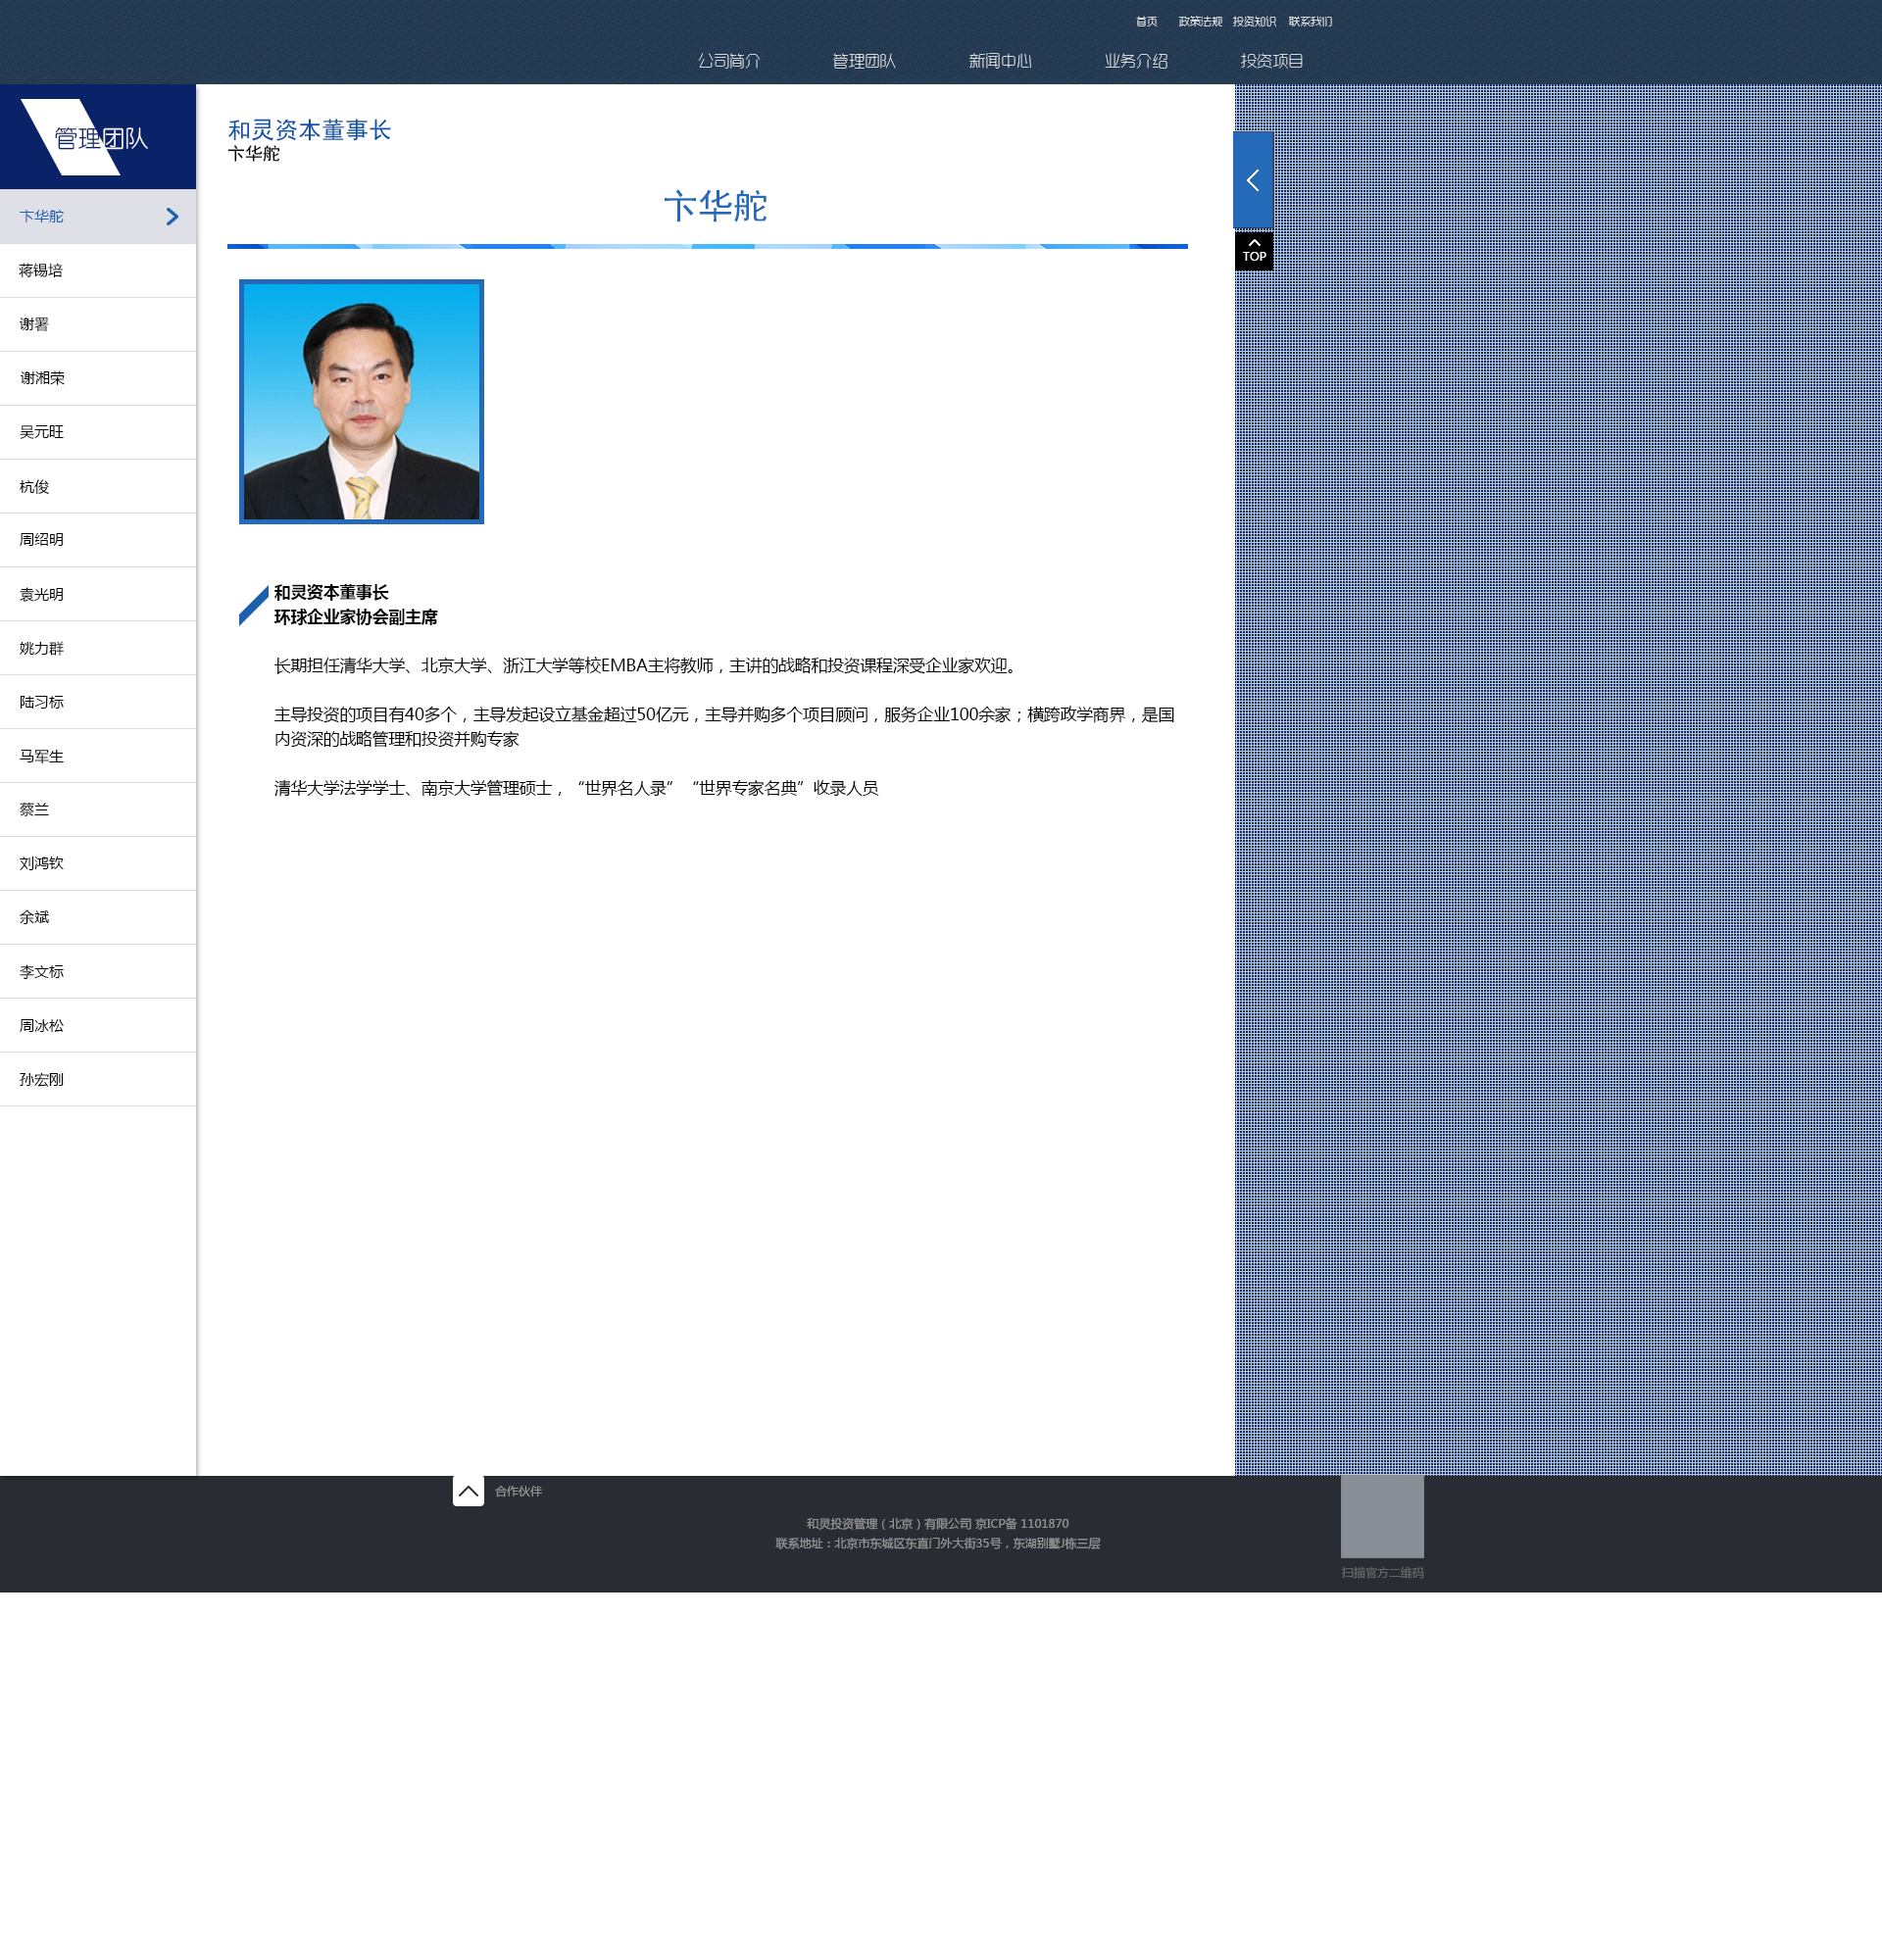 首页 政策法规 投资知识 联系我们
公司简介 管理团队 新闻中心 业务介绍 投资项目
管理团队
卞华舵
蒋锡培
谢署
谢湘荣
吴元旺
杭俊
周绍明
袁光明
姚力群
陆习标
马军生
蔡兰
刘鸿钦
余斌
李文标
周冰松
孙宏刚
和灵资本董事长
卞华舵
卞华舵
TOP
和灵资本董事长
环球企业家协会副主席
长期担任清华大学、北京大学、浙江大学等校EMBA主将教师，主讲的战略和投资课程深受企业家欢迎。
主导投资的项目有40多个，主导发起设立基金超过50亿元，主导并购多个项目顾问，服务企业100余家；横跨政学商界，是国
内资深的战略管理和投资并购专家
清华大学法学学士、南京大学管理硕士，“世界名人录”“世界专家名典”收录人员
合作伙伴
和灵投资管理（北京）有限公司 京ICP备 1101870
联系地址：北京市东城区东直门外大街35号，东湖别墅J栋三层
扫描官方二维码